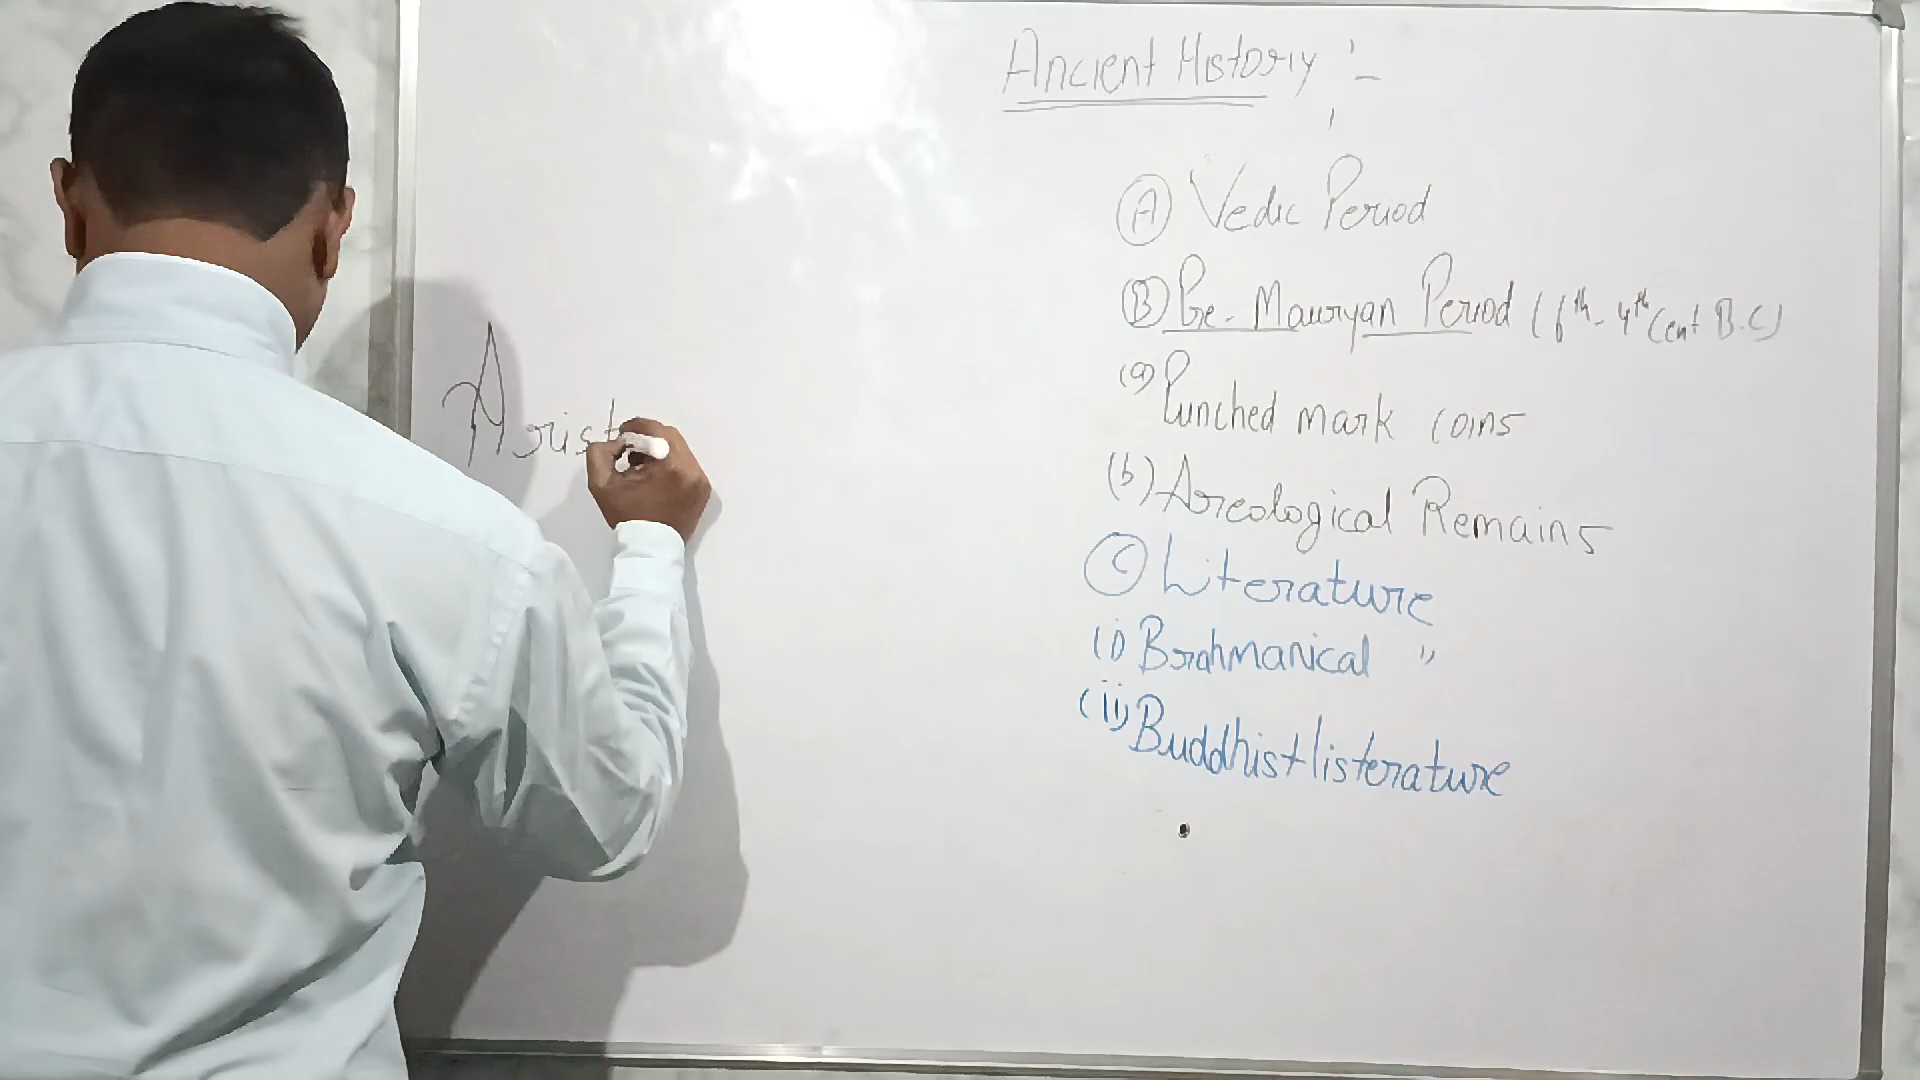 Ancient History :-
(A) Vedic Period
(B) Pre-Mauryan Period (6th-4th Cent B.C)
(a) Punched mark coins
(b) Areological Remains
(C) Literature
(i) Brahmanical "
(ii) Buddhist listerature
Arist